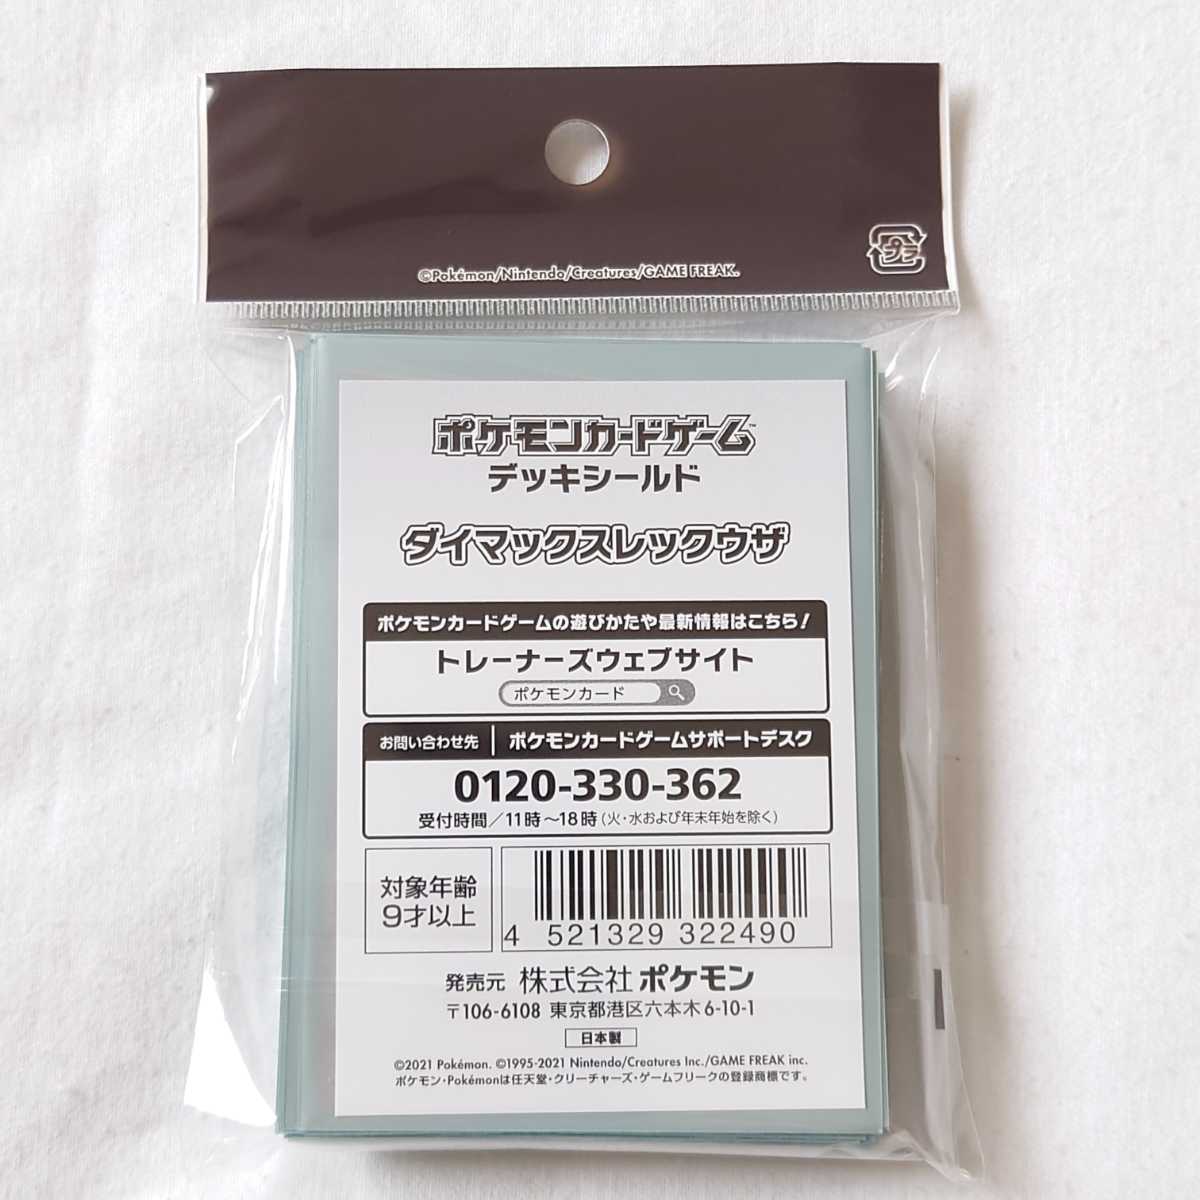 プラ
©Pokémon/Nintendo/Creatures/GAME FREAK.
ポケモンカードゲーム™
デッキシールド
ダイマックスレックウザ
ポケモンカードゲームの遊びかたや最新情報はこちら!
トレーナーズウェブサイト
ポケモンカード
お問い合わせ先 ポケモンカードゲームサポートデスク
0120-330-362
受付時間/11時～18時(火・水および年末年始を除く)
対象年齢
9才以上
4 521329 322490
発売元 株式会社 ポケモン
〒106-6108 東京都港区六本木6-10-1
日本製
©2021 Pokémon. ©1995-2021 Nintendo/Creatures Inc./GAME FREAK inc.
ポケモン・Pokémonは任天堂・クリーチャーズ・ゲームフリークの登録商標です。